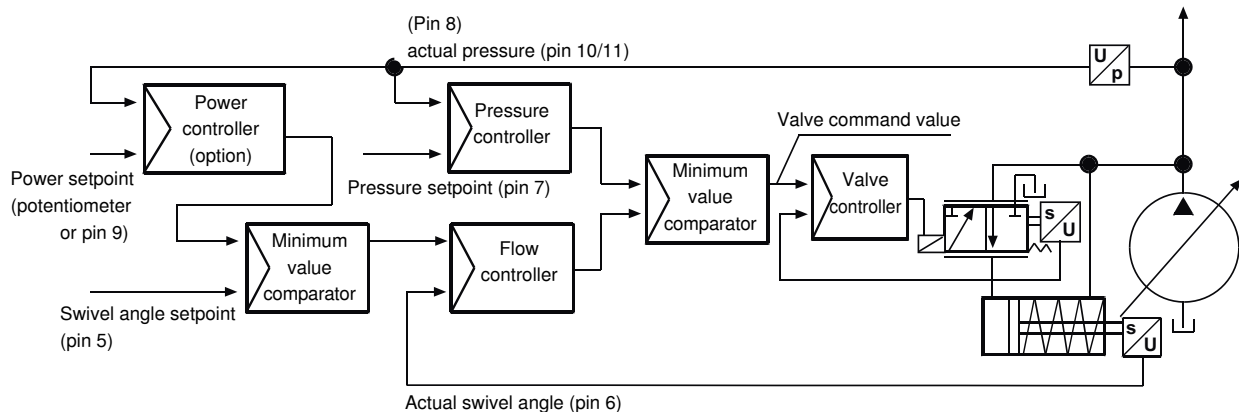 (Pin 8)
actual pressure (pin 10/11)
U
p
Power
controller
(option)
Pressure
controller
Valve command value
Power setpoint
(potentiometer
or pin 9)
Pressure setpoint (pin 7)
Minimum
value
comparator
Valve
controller
s
U
Minimum
value
comparator
Flow
controller
Swivel angle setpoint
(pin 5)
s
U
Actual swivel angle (pin 6)